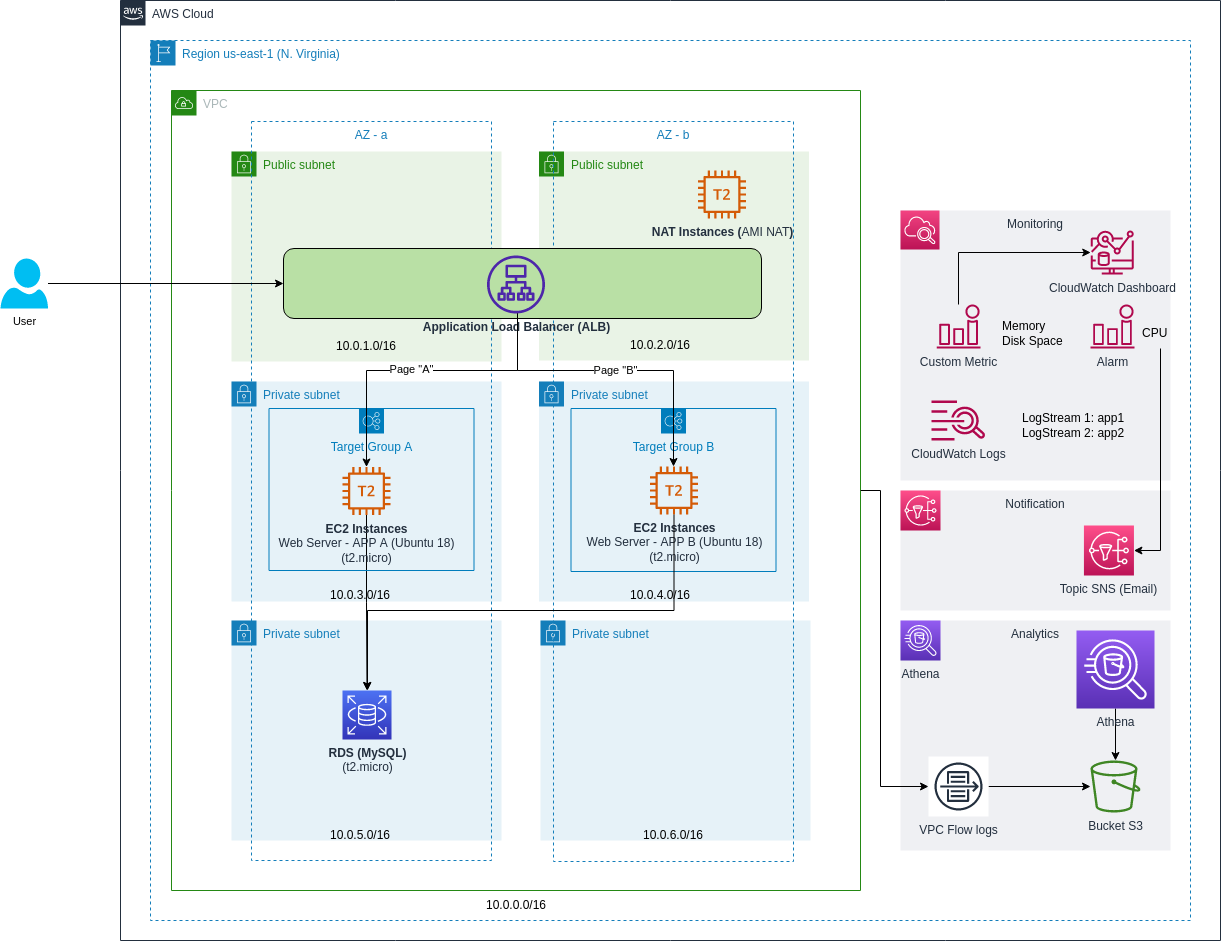 aws
AWS Cloud
Region us-east-1 (N. Virginia)
VPC
AZ - a
AZ - b
Public subnet
Public subnet
T2
NAT Instances (AMI NAT)
User
Application Load Balancer (ALB)
10.0.1.0/16
10.0.2.0/16
Page "A"
Page "B"
Private subnet
Private subnet
Target Group A
Target Group B
T2
T2
EC2 Instances
Web Server - APP A (Ubuntu 18)
(t2.micro)
EC2 Instances
Web Server - APP B (Ubuntu 18)
(t2.micro)
10.0.3.0/16
10.0.4.0/16
Private subnet
Private subnet
RDS (MySQL)
(t2.micro)
10.0.5.0/16
10.0.6.0/16
10.0.0.0/16
Monitoring
CloudWatch Dashboard
Custom Metric
Memory
Disk Space
Alarm
CPU
CloudWatch Logs
LogStream 1: app1
LogStream 2: app2
Notification
Topic SNS (Email)
Analytics
Athena
Athena
VPC Flow logs
Bucket S3